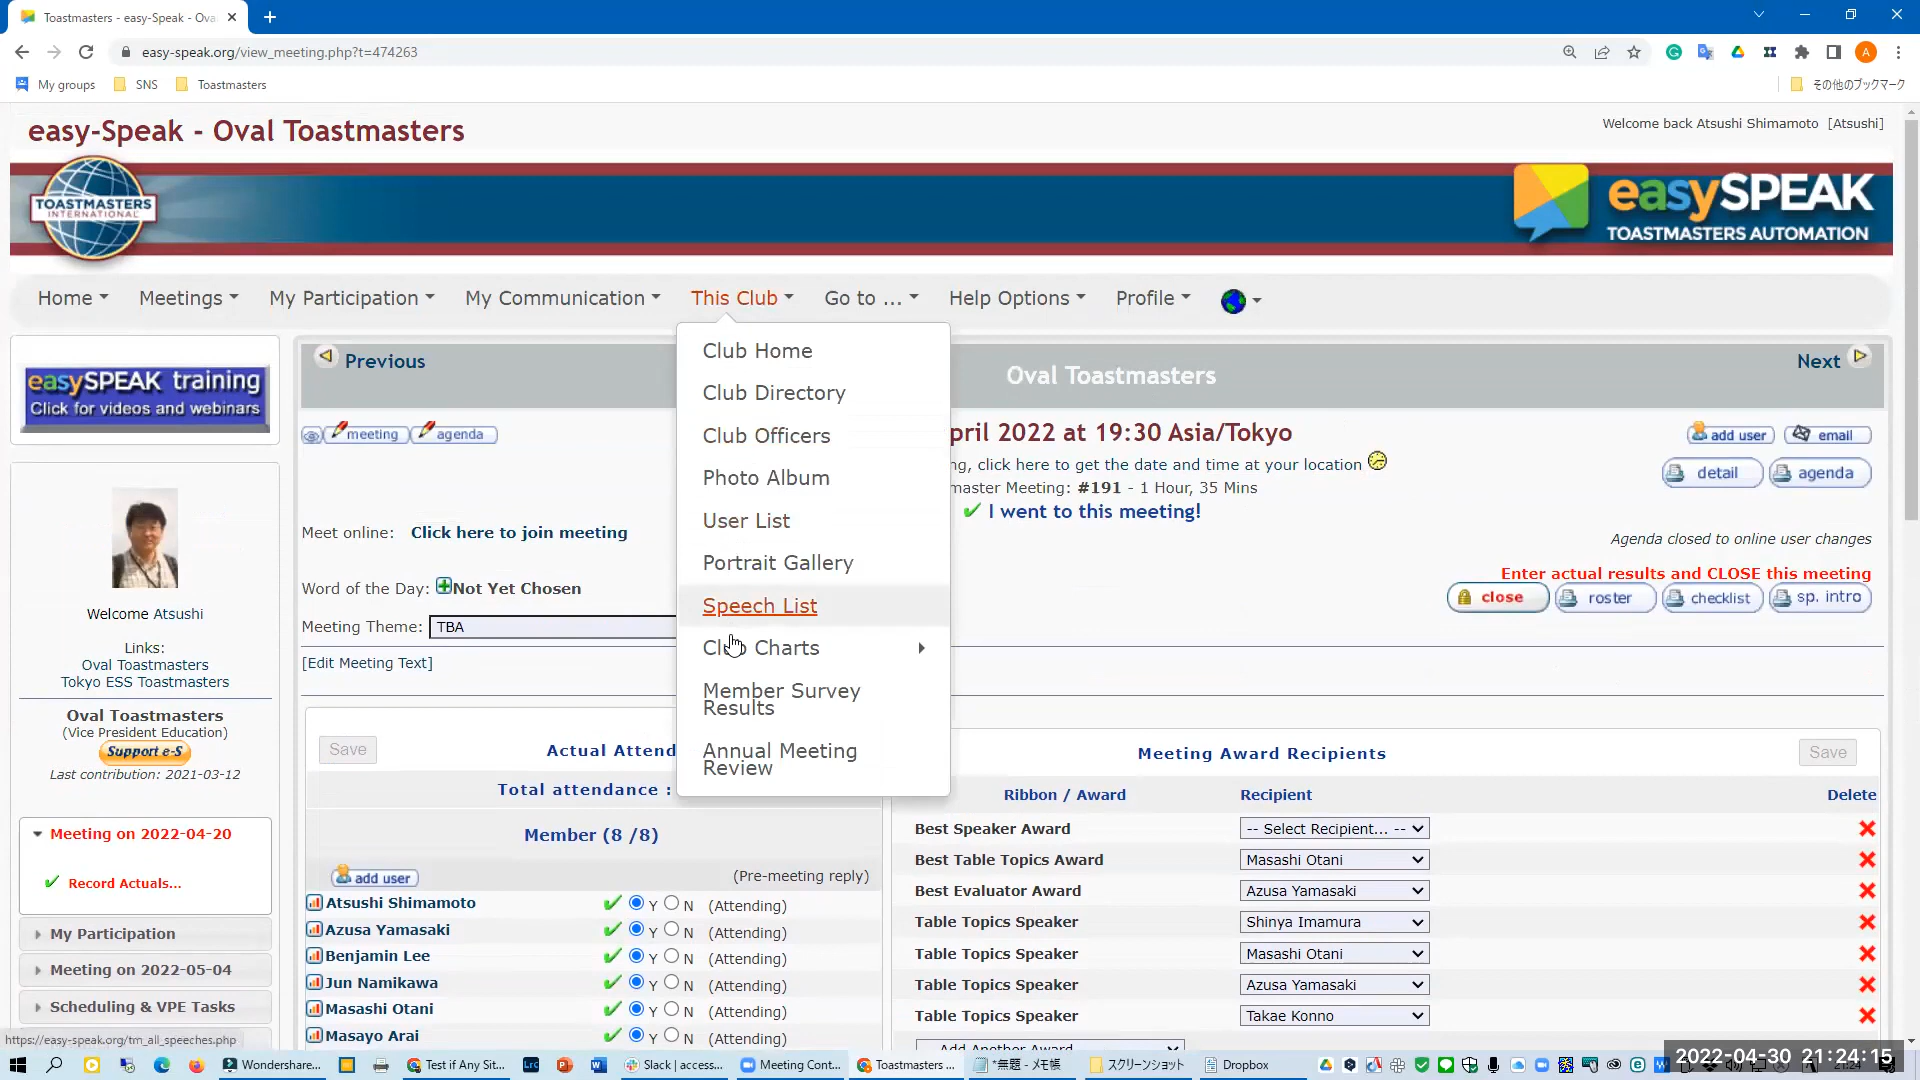 Toastmasters - easy-Speak - Ova
easy-speak.org/view_meeting.php?t=474263
A
My groups
SNS
Toastmasters
その他のブックマーク
easy-Speak - Oval Toastmasters
Welcome back Atsushi Shimamoto [Atsushi]
TOASTMASTERS
INTERNATIONAL
easySPEAK
TOASTMASTERS AUTOMATION
Home
Meetings
My Participation
My Communication
This Club
Go to ...
Help Options
Profile
Club Home
Club Directory
Club Officers
Photo Album
User List
Portrait Gallery
Speech List
Club Charts
Member Survey
Results
Annual Meeting
Review
easySPEAK training
Click for videos and webinars
Welcome Atsushi
Links:
Oval Toastmasters
Tokyo ESS Toastmasters
Oval Toastmasters
(Vice President Education)
Support e-S
Last contribution: 2021-03-12
Meeting on 2022-04-20
Record Actuals...
My Participation
Meeting on 2022-05-04
Scheduling & VPE Tasks
https://easy-speak.org/tm_all_speeches.php
Previous
Oval Toastmasters
Next
meeting
agenda
pril 2022 at 19:30 Asia/Tokyo
ng, click here to get the date and time at your location
master Meeting: #191 - 1 Hour, 35 Mins
I went to this meeting!
add user
email
detail
agenda
Meet online: Click here to join meeting
Agenda closed to online user changes
Enter actual results and CLOSE this meeting
close
roster
checklist
sp. intro
Word of the Day: Not Yet Chosen
Meeting Theme: TBA
[Edit Meeting Text]
Save
Actual Attend
Total attendance :
Member (8 /8)
add user
(Pre-meeting reply)
Atsushi Shimamoto Y N (Attending)
Azusa Yamasaki Y N (Attending)
Benjamin Lee Y N (Attending)
Jun Namikawa Y N (Attending)
Masashi Otani Y N (Attending)
Masayo Arai Y N (Attending)
Meeting Award Recipients
Save
Ribbon / Award Recipient Delete
Best Speaker Award -- Select Recipient... --
Best Table Topics Award Masashi Otani
Best Evaluator Award Azusa Yamasaki
Table Topics Speaker Shinya Imamura
Table Topics Speaker Masashi Otani
Table Topics Speaker Azusa Yamasaki
Table Topics Speaker Takae Konno
Add Another Award
Wondershare...
Test if Any Sit...
Lrc
Slack | access...
Meeting Cont...
Toastmasters ...
*無題 - メモ帳
スクリーンショット
Dropbox
2022-04-30 21:24:15